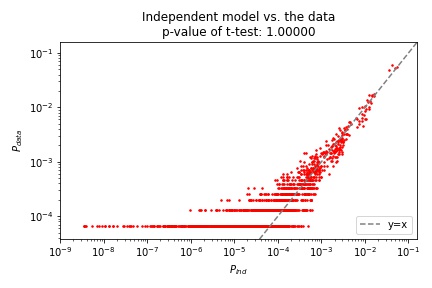 Independent model vs. the data
p-value of t-test: 1.00000
10⁻¹
10⁻²
10⁻³
10⁻⁴
P_data
y=x
10⁻⁹ 10⁻⁸ 10⁻⁷ 10⁻⁶ 10⁻⁵ 10⁻⁴ 10⁻³ 10⁻² 10⁻¹
P_ind